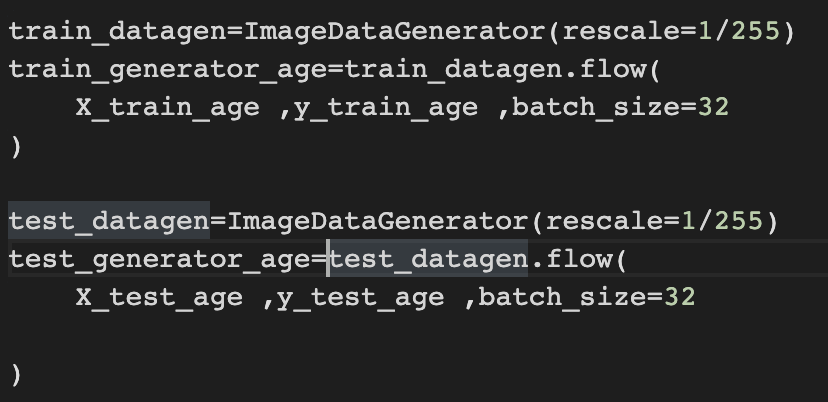 train_datagen=ImageDataGenerator(rescale=1/255)
train_generator_age=train_datagen.flow(
    X_train_age ,y_train_age ,batch_size=32
)
test_datagen=ImageDataGenerator(rescale=1/255)
test_generator_age=test_datagen.flow(
    X_test_age ,y_test_age ,batch_size=32
)